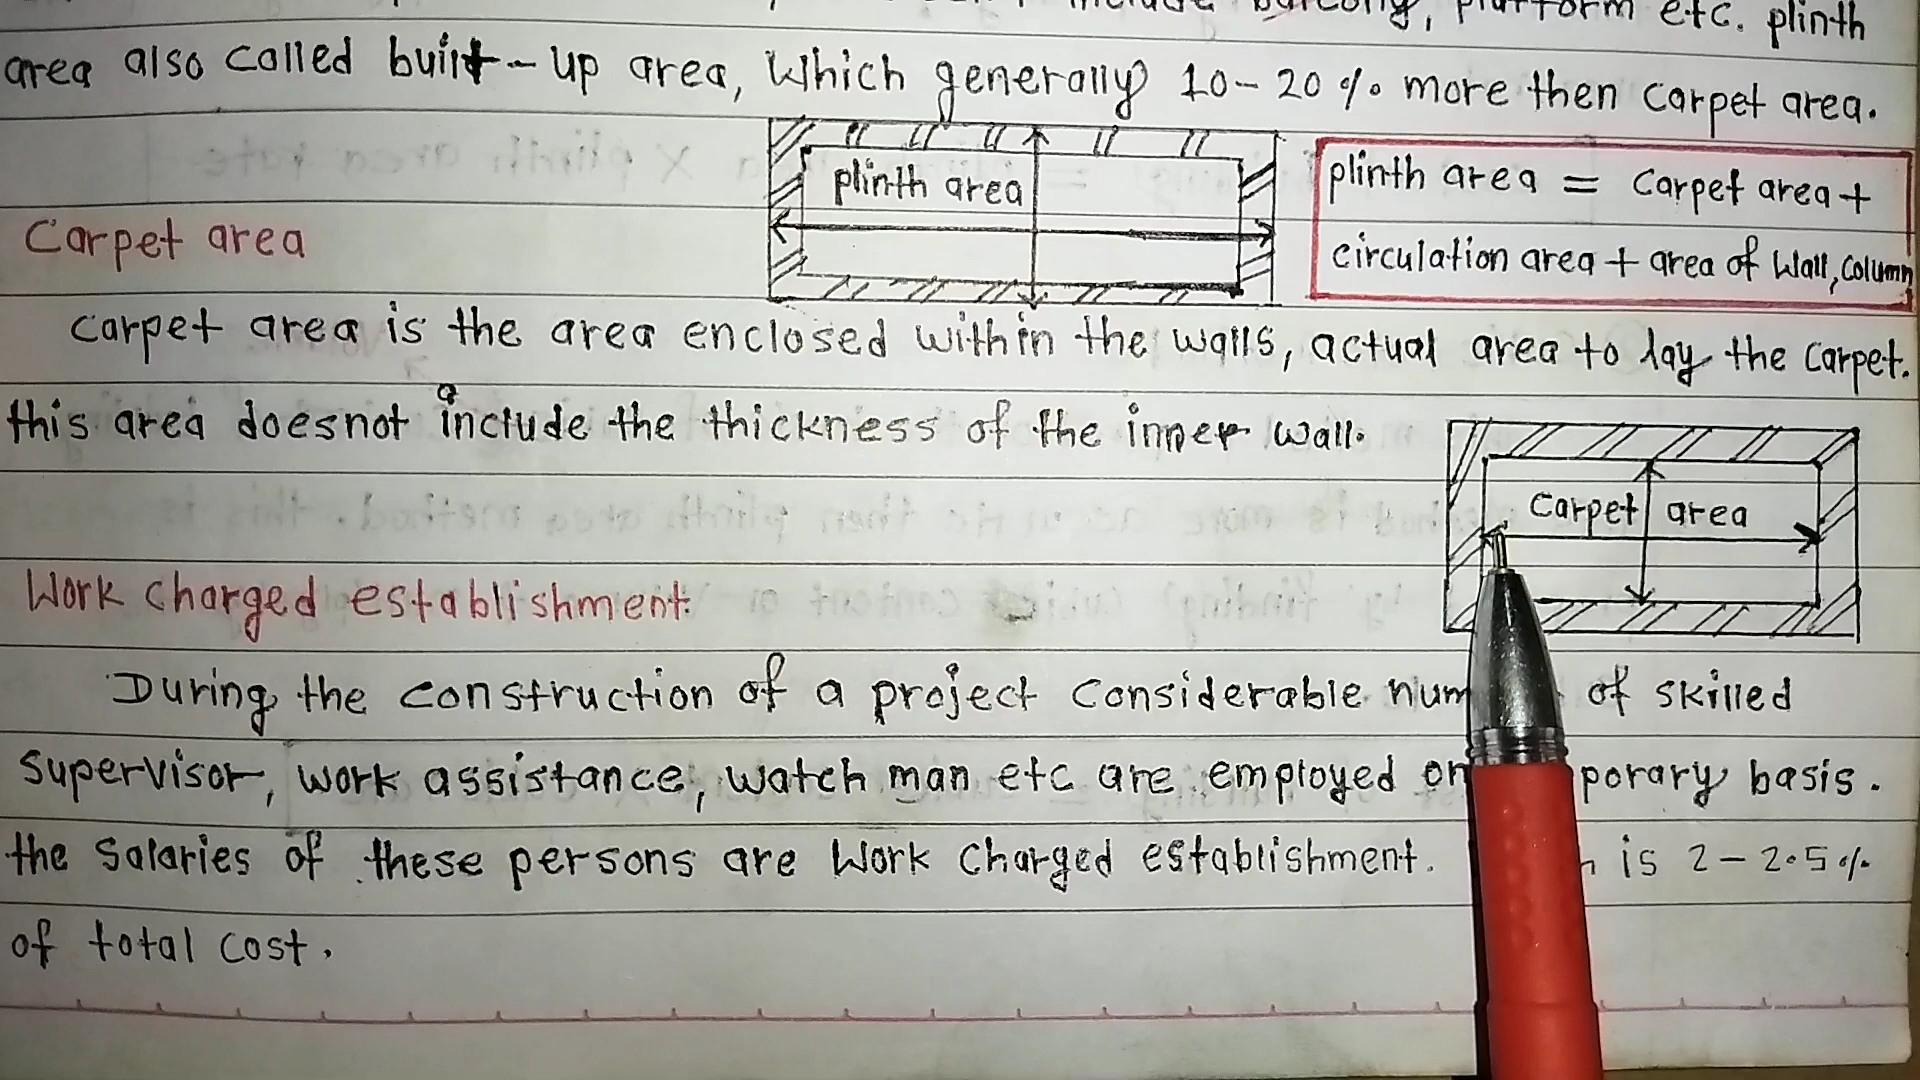 include balcony, platform etc. plinth
area also called built-up area, which generally 10-20% more then carpet area.
plinth area
plinth area = carpet area +
circulation area + area of wall, column
Carpet area
carpet area is the area enclosed within the walls, actual area to lay the carpet.
this area doesnot include the thickness of the inner wall.
carpet area
Work charged establishment:
During the construction of a project considerable num of skilled
supervisor, work assistance, watch man etc are employed on porary basis.
the salaries of these persons are work charged establishment. is 2-2.5%
of total cost.